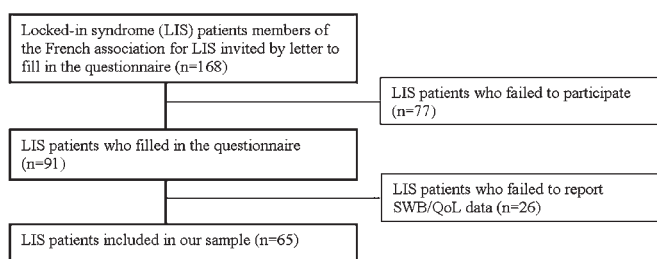 Locked-in syndrome (LIS) patients members of
the French association for LIS invited by letter to
fill in the questionnaire (n=168)
LIS patients who failed to participate
(n=77)
LIS patients who filled in the questionnaire
(n=91)
LIS patients who failed to report
SWB/QoL data (n=26)
LIS patients included in our sample (n=65)